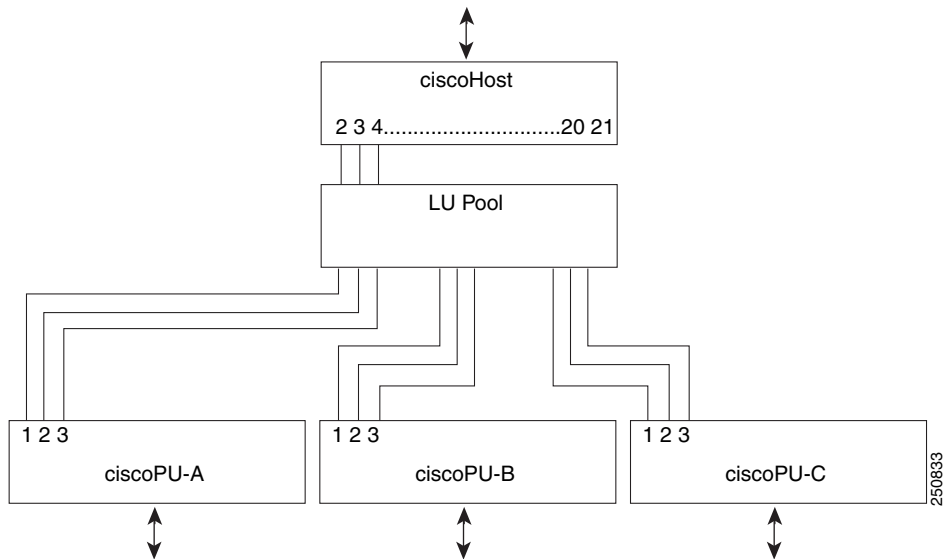 ciscoHost
2 3 4..............................20 21
LU Pool
1 2 3
ciscoPU-A
1 2 3
ciscoPU-B
1 2 3
ciscoPU-C
250833